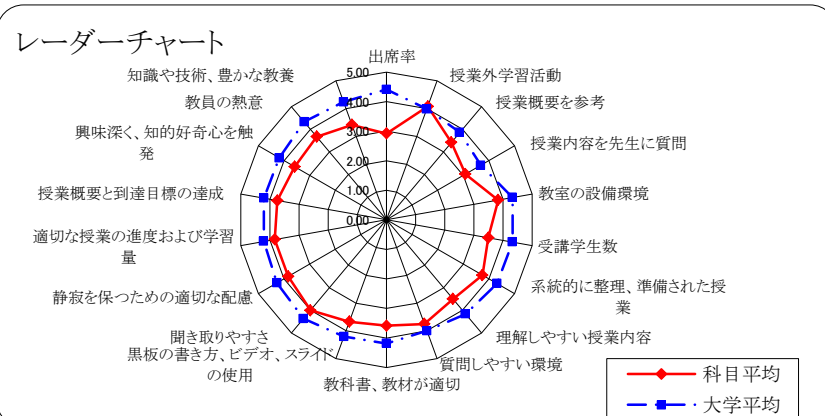 レーダーチャート
出席率
授業外学習活動
授業概要を参考
授業内容を先生に質問
教室の設備環境
受講学生数
系統的に整理、準備された授
業
理解しやすい授業内容
質問しやすい環境
教科書、教材が適切
黒板の書き方、ビデオ、スライド
の使用
聞き取りやすさ
静寂を保つための適切な配慮
適切な授業の進度および学習
量
授業概要と到達目標の達成
興味深く、知的好奇心を触
発
教員の熱意
知識や技術、豊かな教養
5.00
4.00
3.00
2.00
1.00
0.00
科目平均
大学平均